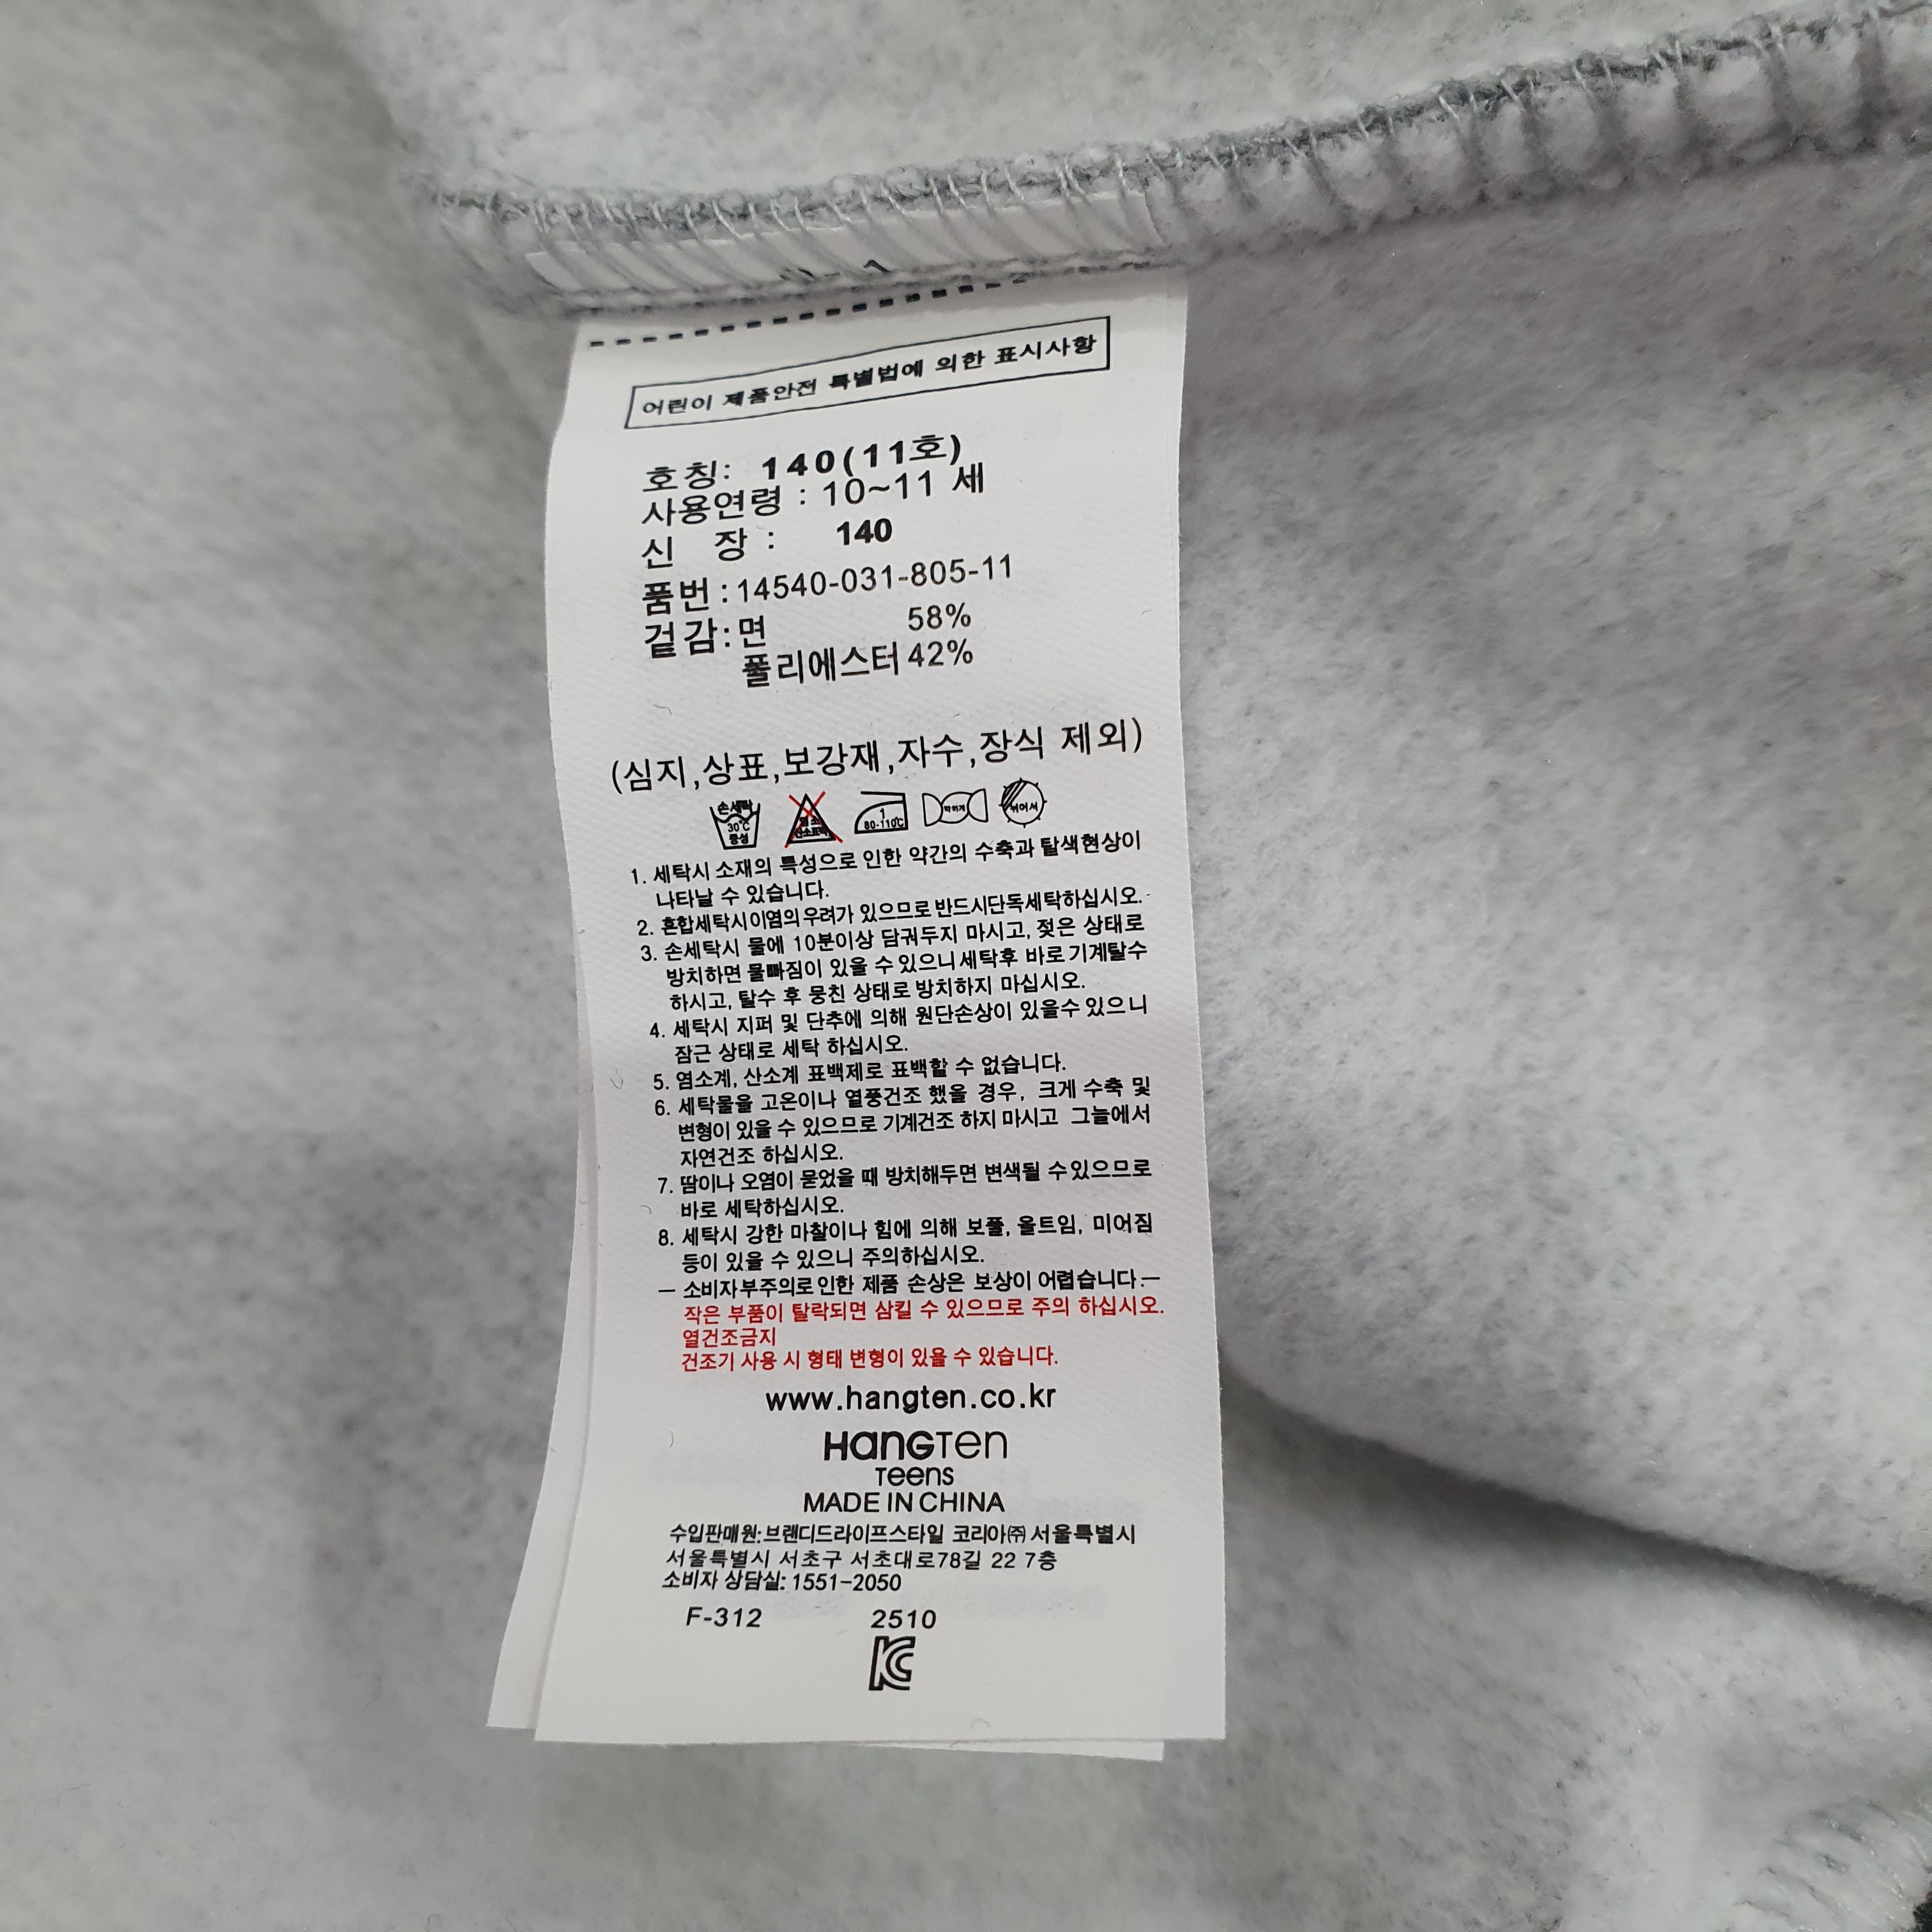 어린이 제품안전 특별법에 의한 표시사항
호칭: 140(11호)
사용연령 : 10~11 세
신 장 : 140
품번 : 14540-031-805-11
겉감: 면 58%
폴리에스터 42%
(심지,상표,보강재,자수,장식 제외)
손세탁 30℃ 중성
염소 산소표백
1 80-110℃
약하게
뉘어서
1. 세탁시 소재의 특성으로 인한 약간의 수축과 탈색현상이
나타날 수 있습니다.
2. 혼합세탁시 이염의 우려가 있으므로 반드시 단독세탁하십시오.
3. 손세탁시 물에 10분이상 담궈두지 마시고, 젖은 상태로
방치하면 물빠짐이 있을 수 있으니 세탁후 바로 기계탈수
하시고, 탈수 후 뭉친 상태로 방치하지 마십시오.
4. 세탁시 지퍼 및 단추에 의해 원단손상이 있을수 있으니
잠근 상태로 세탁 하십시오.
5. 염소계, 산소계 표백제로 표백할 수 없습니다.
6. 세탁물을 고온이나 열풍건조 했을 경우, 크게 수축 및
변형이 있을 수 있으므로 기계건조 하지 마시고 그늘에서
자연건조 하십시오.
7. 땀이나 오염이 묻었을 때 방치해두면 변색될 수있으므로
바로 세탁하십시오.
8. 세탁시 강한 마찰이나 힘에 의해 보풀, 올트임, 미어짐
등이 있을 수 있으니 주의하십시오.
— 소비자부주의로 인한 제품 손상은 보상이 어렵습니다.—
작은 부품이 탈락되면 삼킬 수 있으므로 주의 하십시오.
열건조금지
건조기 사용 시 형태 변형이 있을 수 있습니다.
www.hangten.co.kr
HANGTEN
TEENS
MADE IN CHINA
수입판매원:브랜디드라이프스타일 코리아㈜ 서울특별시
서울특별시 서초구 서초대로78길 22 7층
소비자 상담실: 1551-2050
F-312 2510
KC